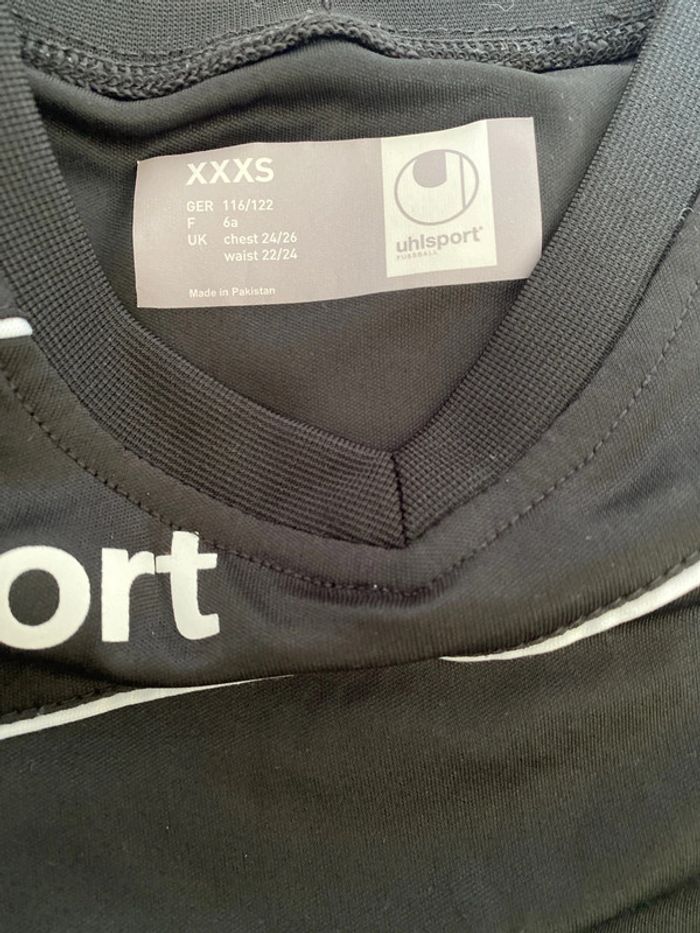 XXXS
GER 116/122
F 6a
UK chest 24/26
waist 22/24
Made in Pakistan
uhlsport
FUSSBALL
ort